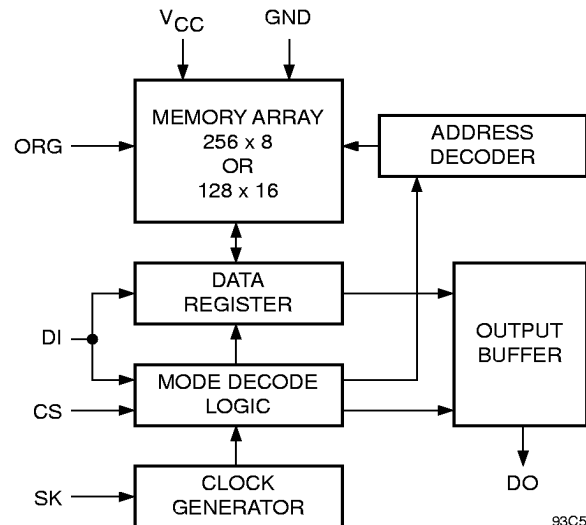 VCC
GND
ORG
MEMORY ARRAY
256 x 8
OR
128 x 16
ADDRESS
DECODER
DATA
REGISTER
DI
OUTPUT
BUFFER
MODE DECODE
LOGIC
CS
CLOCK
GENERATOR
SK
DO
93C5